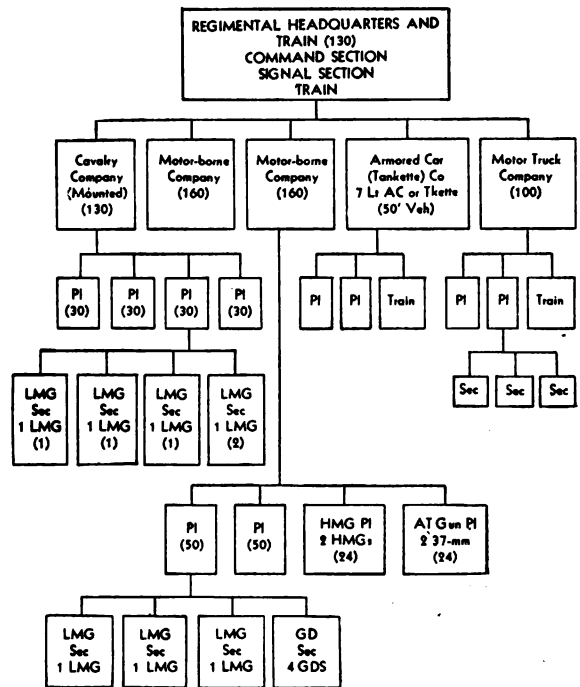 REGIMENTAL HEADQUARTERS AND
TRAIN (130)
COMMAND SECTION
SIGNAL SECTION
TRAIN
Cavalry
Company
(Mounted)
(130)
Motor-borne
Company
(160)
Motor-borne
Company
(160)
Armored Car
(Tankette) Co
7 Lt AC or Tkette
(50' Veh)
Motor Truck
Company
(100)
Pl
(30)
Pl
(30)
Pl
(30)
Pl
(30)
Pl
Pl
Train
Pl
Pl
Train
LMG
Sec
1 LMG
(1)
LMG
Sec
1 LMG
(1)
LMG
Sec
1 LMG
(1)
LMG
Sec
1 LMG
(2)
Sec
Sec
Sec
Pl
(50)
Pl
(50)
HMG Pl
2 HMGs
(24)
AT Gun Pl
2 37-mm
(24)
LMG
Sec
1 LMG
LMG
Sec
1 LMG
LMG
Sec
1 LMG
GD
Sec
4 GDS